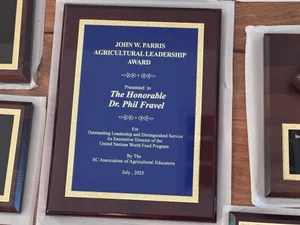 JOHN W. PARRIS
AGRICULTURAL LEADERSHIP
AWARD
Presented to
The Honorable
Dr. Phil Fravel
For
Outstanding Leadership and Distinguished Service
As Executive Director of the
United Nations World Food Program
By The
SC Association of Agricultural Educators
July , 2025